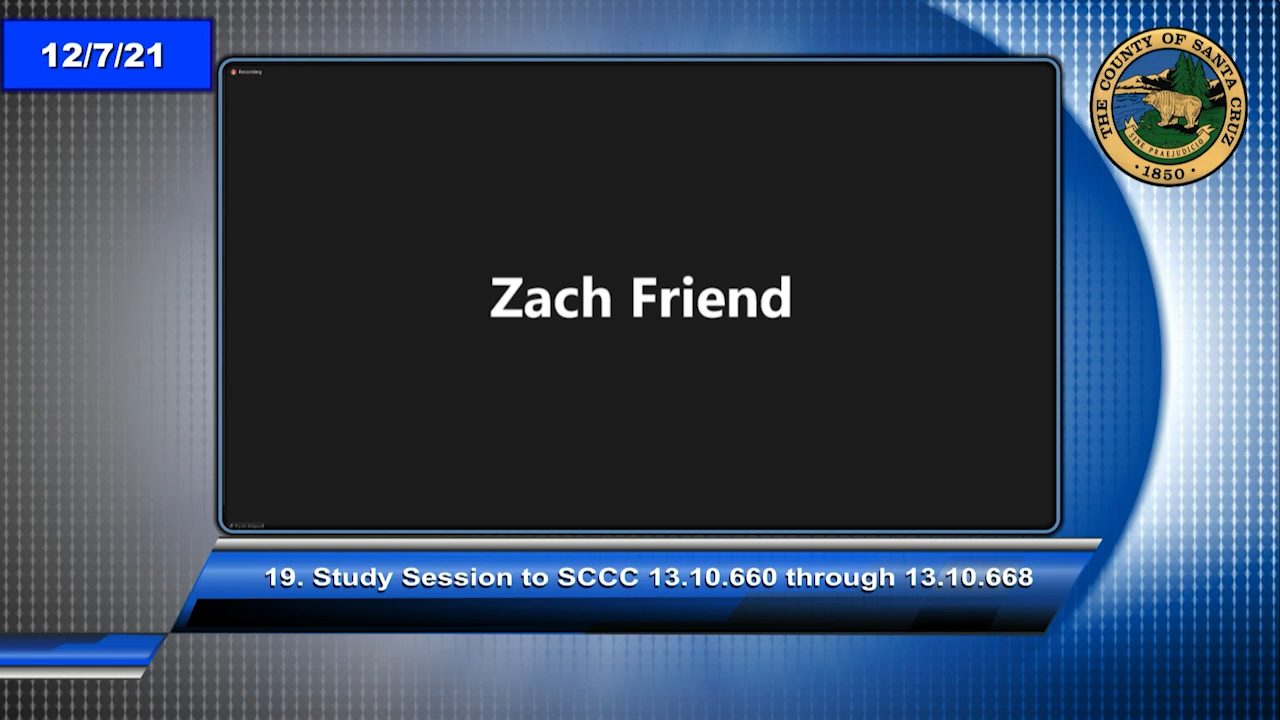 12/7/21
Recording
THE COUNTY OF SANTA CRUZ
SINE PRAEJUDICIO
• 1850 •
Zach Friend
19. Study Session to SCCC 13.10.660 through 13.10.668